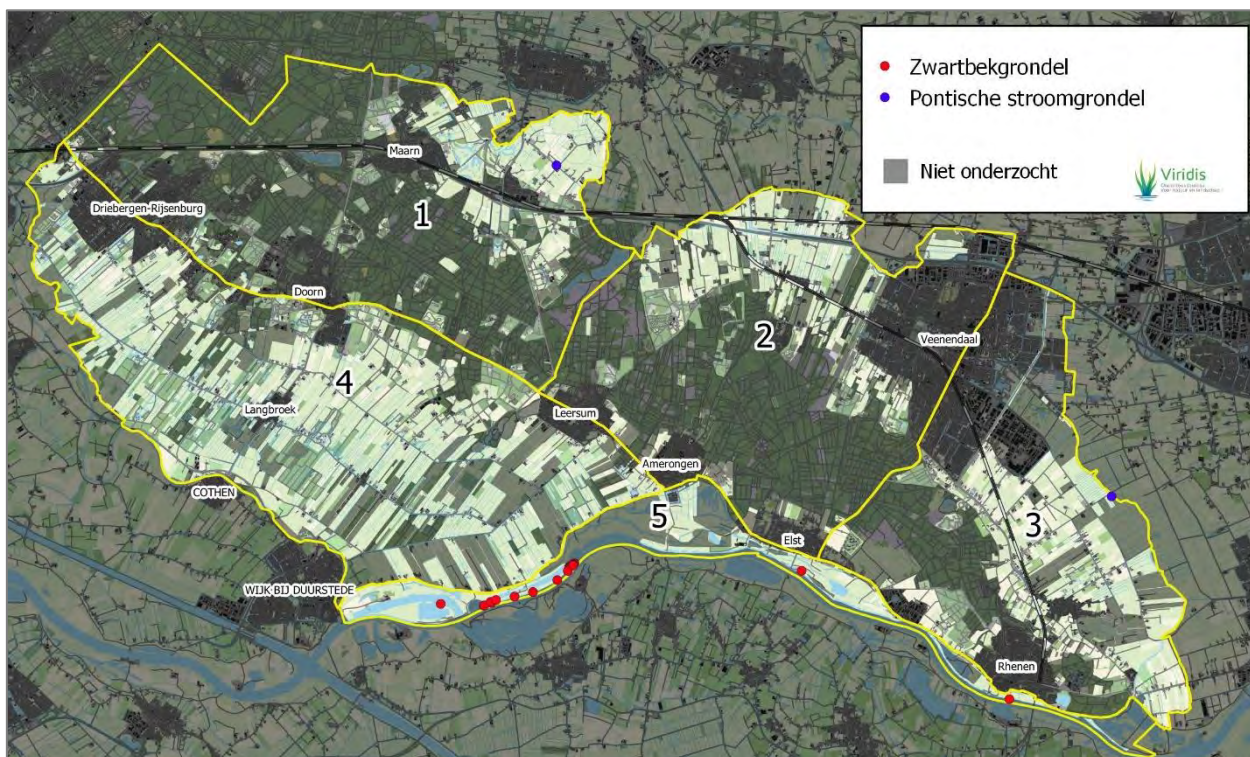 Zwartbekgrondel
Pontische stroomgrondel
Niet onderzocht
Viridis
Maarn
1
Driebergen-Rijsenburg
Doorn
2
Veenendaal
4
Langbroek
Leersum
Amerongen
COTHEN
5
3
Elst
WIJK BIJ DUURSTEDE
Rhenen